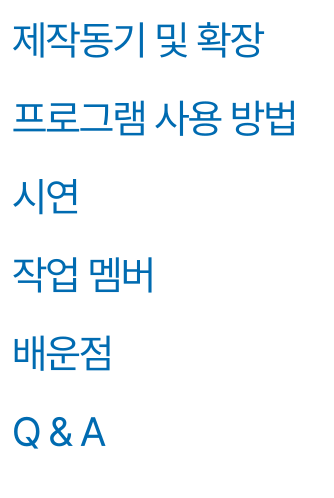 제작동기 및 확장
프로그램 사용 방법
시연
작업 멤버
배운점
Q & A